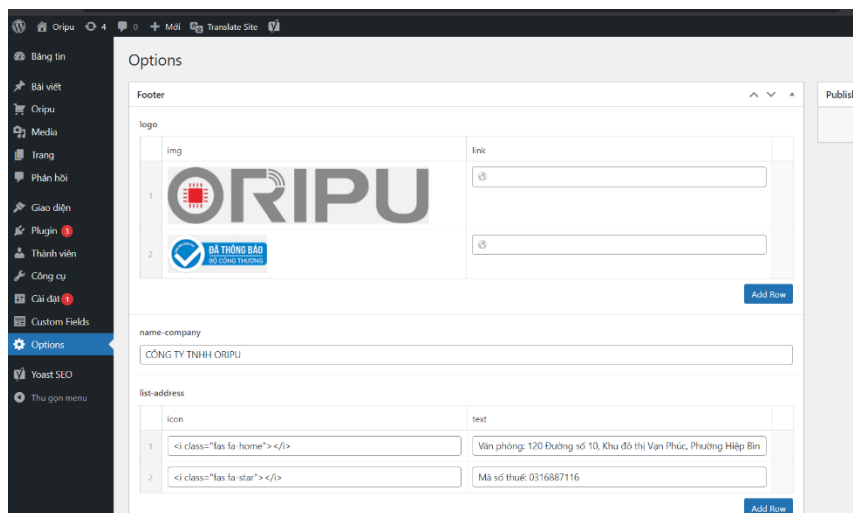 Oripu 4 0 + Mới Translate Site
Bảng tin
Bài viết
Oripu
Media
Trang
Phản hồi
Giao diện
Plugin 3
Thành viên
Công cụ
Cài đặt 1
Custom Fields
Options
Yoast SEO
Thu gọn menu
Options
Footer
logo
img link
1
ORIPU
2
ĐÃ THÔNG BÁO
BỘ CÔNG THƯƠNG
Add Row
name-company
CÔNG TY TNHH ORIPU
list-address
icon text
1 <i class="fas fa-home"></i> Văn phòng: 120 Đường số 10, Khu đô thị Vạn Phúc, Phường Hiệp Bìn
2 <i class="fas fa-star"></i> Mã số thuế: 0316887116
Add Row
Publis